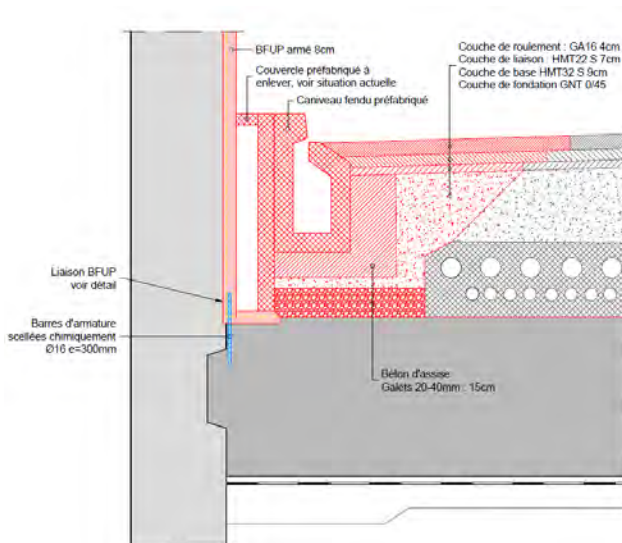 BFUP armé 8cm
Couvercle préfabriqué à
enlever, voir situation actuelle
Caniveau fendu préfabriqué
Couche de roulement : GA16 4cm
Couche de liaison : HMT22 S 7cm
Couche de base HMT32 S 9cm
Couche de fondation GNT 0/45
Liaison BFUP
voir détail
Barres d'armature
scellées chimiquement
Ø16 e=300mm
Béton d'assise
Galets 20-40mm : 15cm